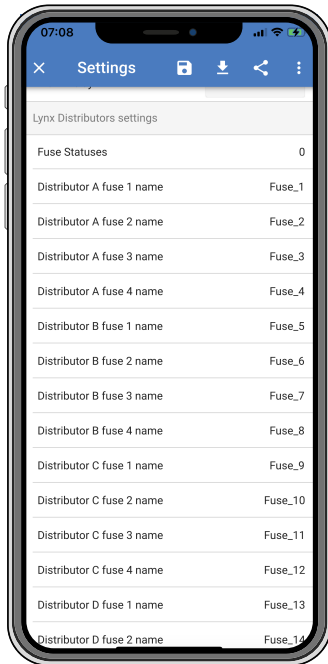 07:08
Settings
Lynx Distributors settings
Fuse Statuses 0
Distributor A fuse 1 name Fuse_1
Distributor A fuse 2 name Fuse_2
Distributor A fuse 3 name Fuse_3
Distributor A fuse 4 name Fuse_4
Distributor B fuse 1 name Fuse_5
Distributor B fuse 2 name Fuse_6
Distributor B fuse 3 name Fuse_7
Distributor B fuse 4 name Fuse_8
Distributor C fuse 1 name Fuse_9
Distributor C fuse 2 name Fuse_10
Distributor C fuse 3 name Fuse_11
Distributor C fuse 4 name Fuse_12
Distributor D fuse 1 name Fuse_13
Distributor D fuse 2 name Fuse_14